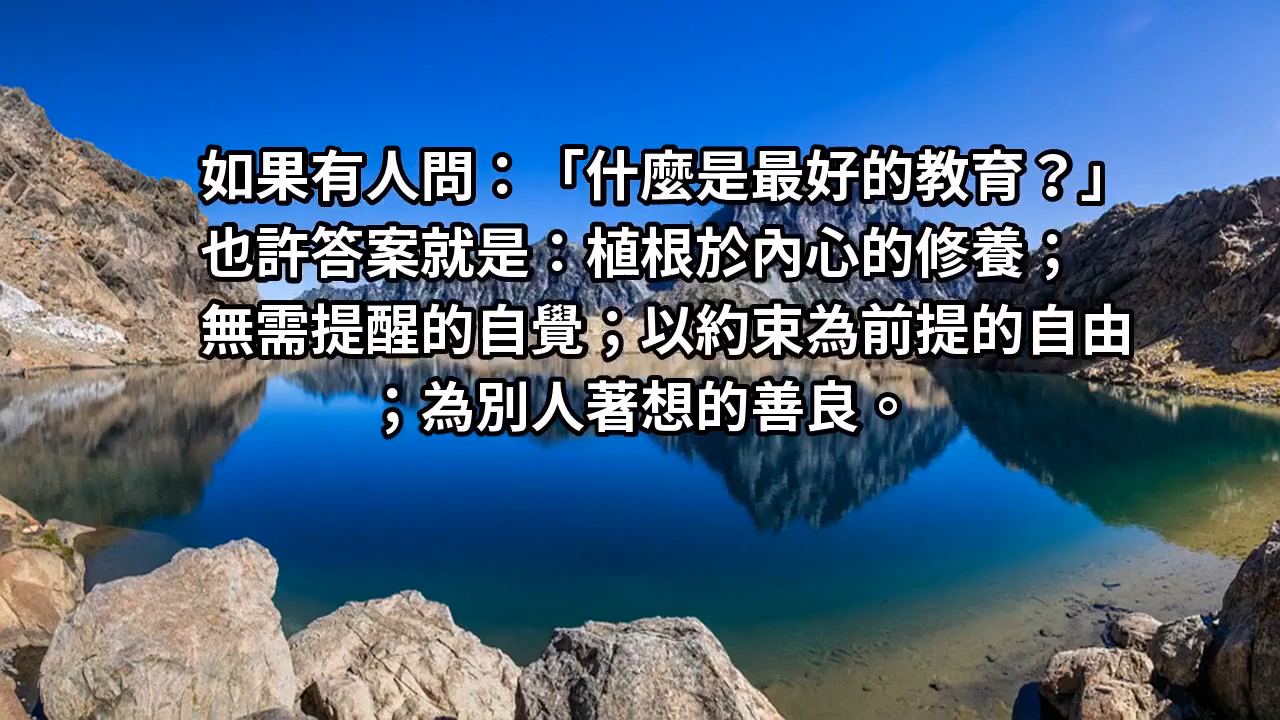 如果有人問：「什麼是最好的教育？」
也許答案就是：植根於內心的修養；
無需提醒的自覺；以約束為前提的自由
；為別人著想的善良。